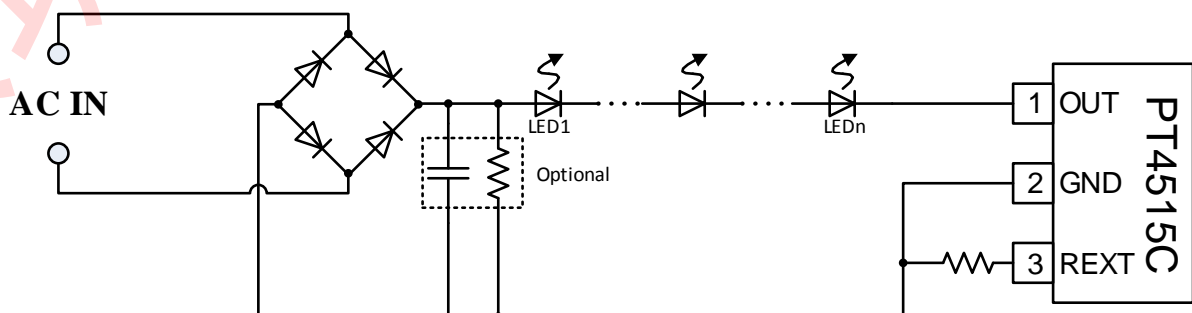 AC IN
LED1
LEDn
Optional
1 OUT
2 GND
3 REXT
PT4515C